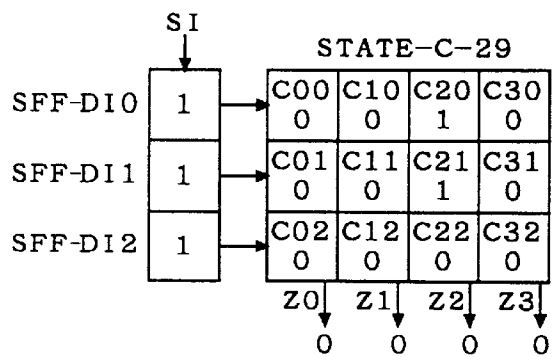 SI
STATE-C-29
SFF-DI0 1 C00 C10 C20 C30
0 0 1 0
SFF-DI1 1 C01 C11 C21 C31
0 0 1 0
SFF-DI2 1 C02 C12 C22 C32
0 0 0 0
Z0 Z1 Z2 Z3
0 0 0 0